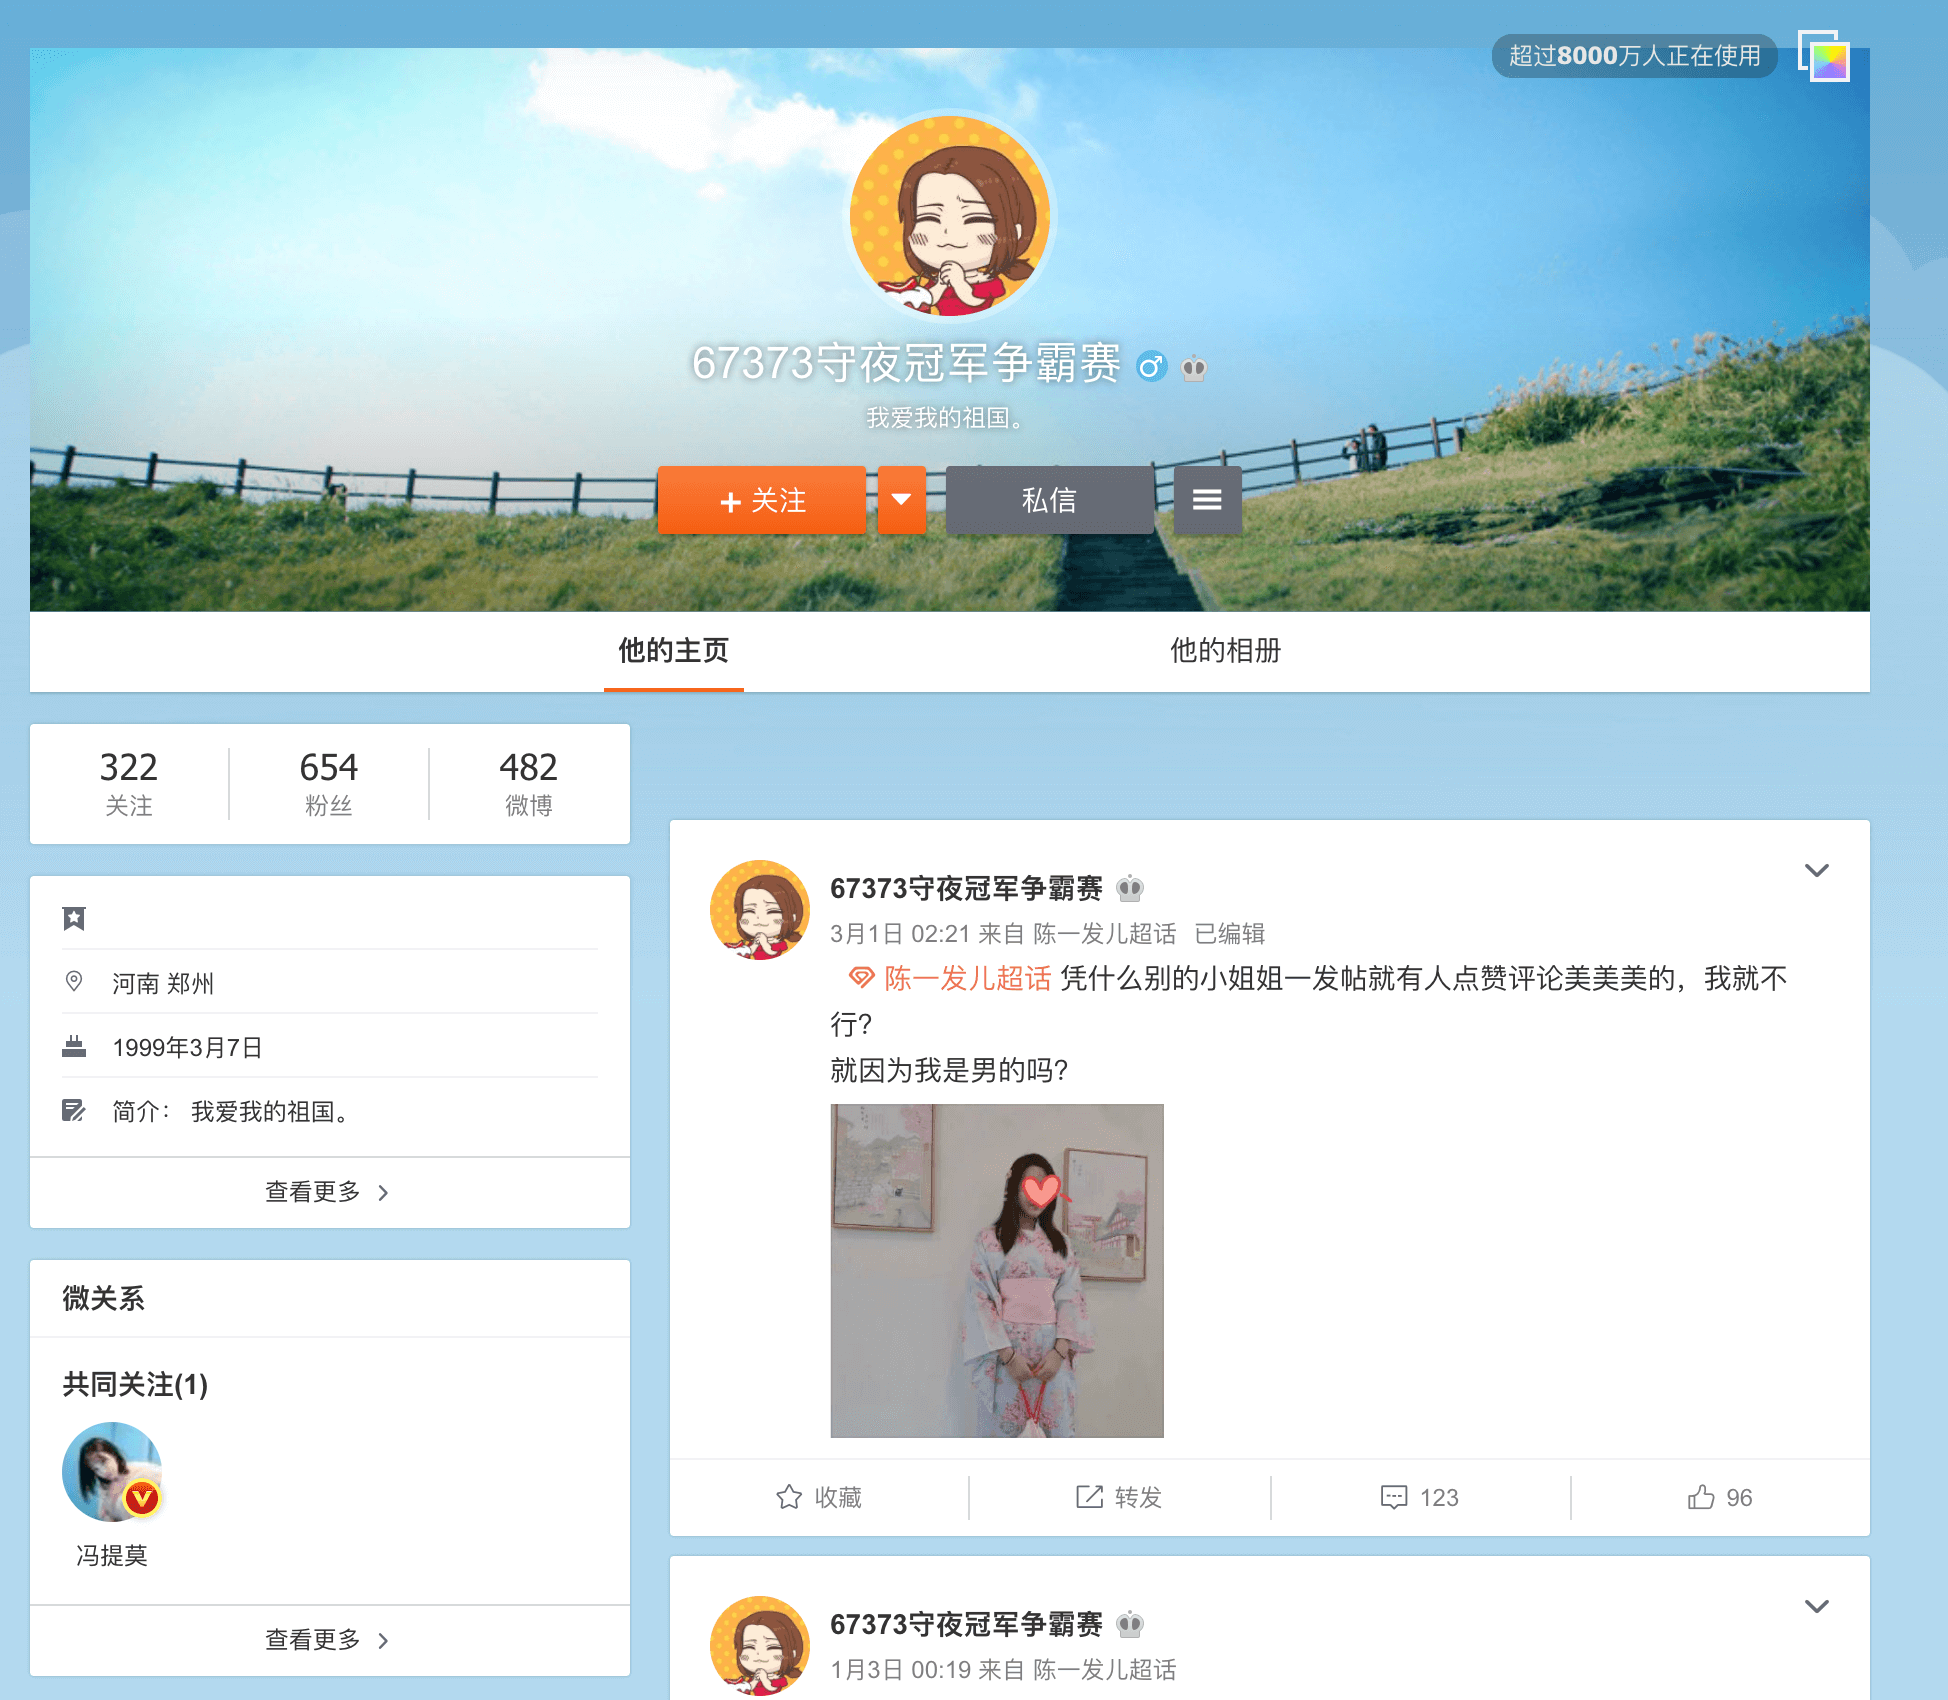 超过8000万人正在使用
67373守夜冠军争霸赛
我爱我的祖国。
+ 关注
私信
他的主页
他的相册
322
关注
654
粉丝
482
微博
河南 郑州
1999年3月7日
简介： 我爱我的祖国。
查看更多
微关系
共同关注(1)
冯提莫
查看更多
67373守夜冠军争霸赛
3月1日 02:21 来自 陈一发儿超话 已编辑
陈一发儿超话 凭什么别的小姐姐一发帖就有人点赞评论美美美的，我就不
行?
就因为我是男的吗?
收藏
转发
123
96
67373守夜冠军争霸赛
1月3日 00:19 来自 陈一发儿超话